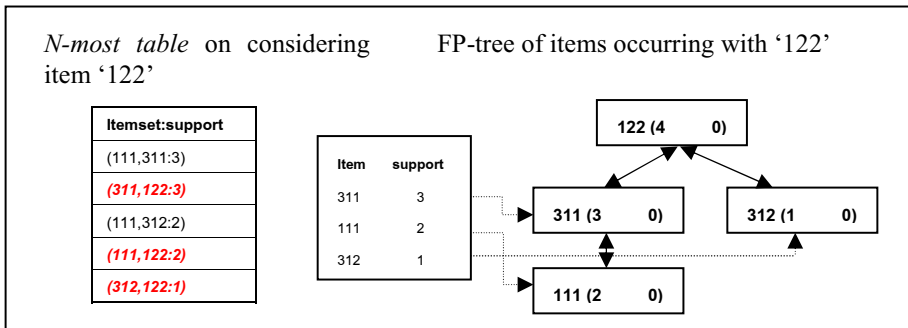 N-most table on considering
item ‘122’
FP-tree of items occurring with ‘122’
Itemset:support
(111,311:3)
(311,122:3)
(111,312:2)
(111,122:2)
(312,122:1)
Item support
311 3
111 2
312 1
122 (4 0)
311 (3 0)
312 (1 0)
111 (2 0)